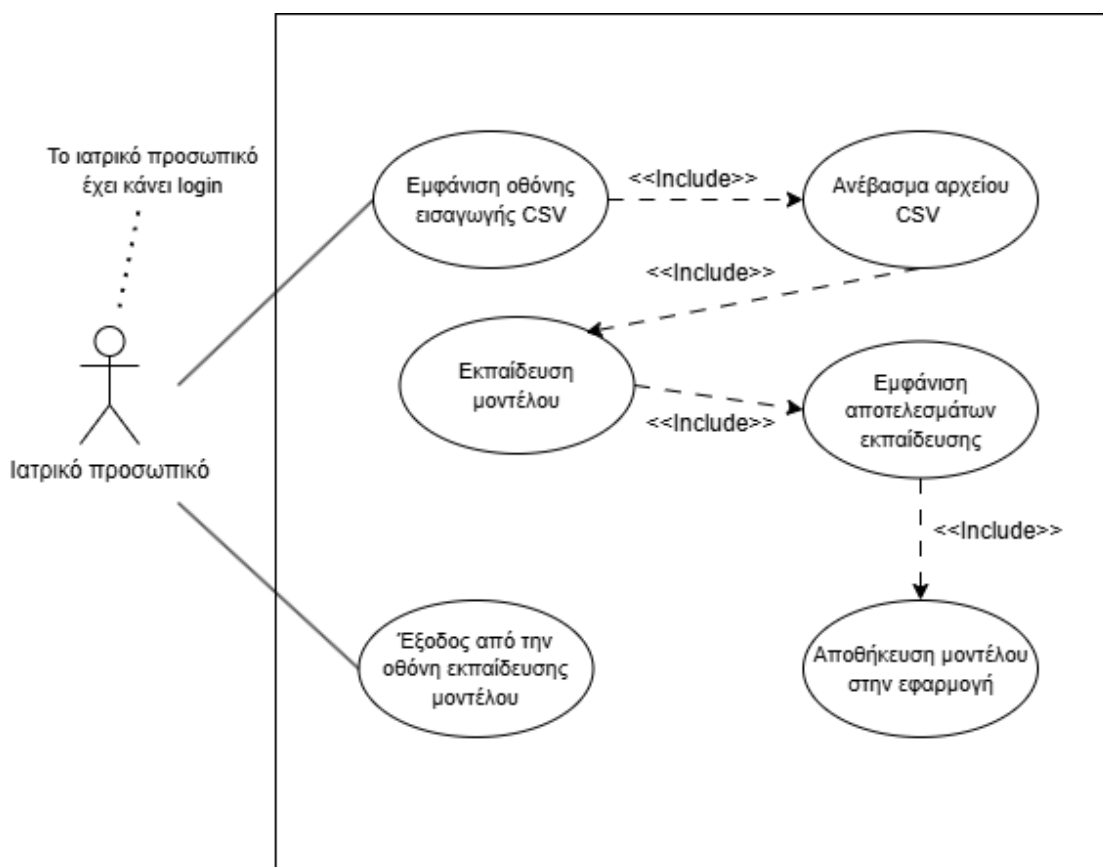 Το ιατρικό προσωπικό
έχει κάνει login
Εμφάνιση οθόνης
εισαγωγής CSV
<<Include>>
Ανέβασμα αρχείου
CSV
<<Include>>
Εκπαίδευση
μοντέλου
<<Include>>
Εμφάνιση
αποτελεσμάτων
εκπαίδευσης
Ιατρικό προσωπικό
<<Include>>
Έξοδος από την
οθόνη εκπαίδευσης
μοντέλου
Αποθήκευση μοντέλου
στην εφαρμογή